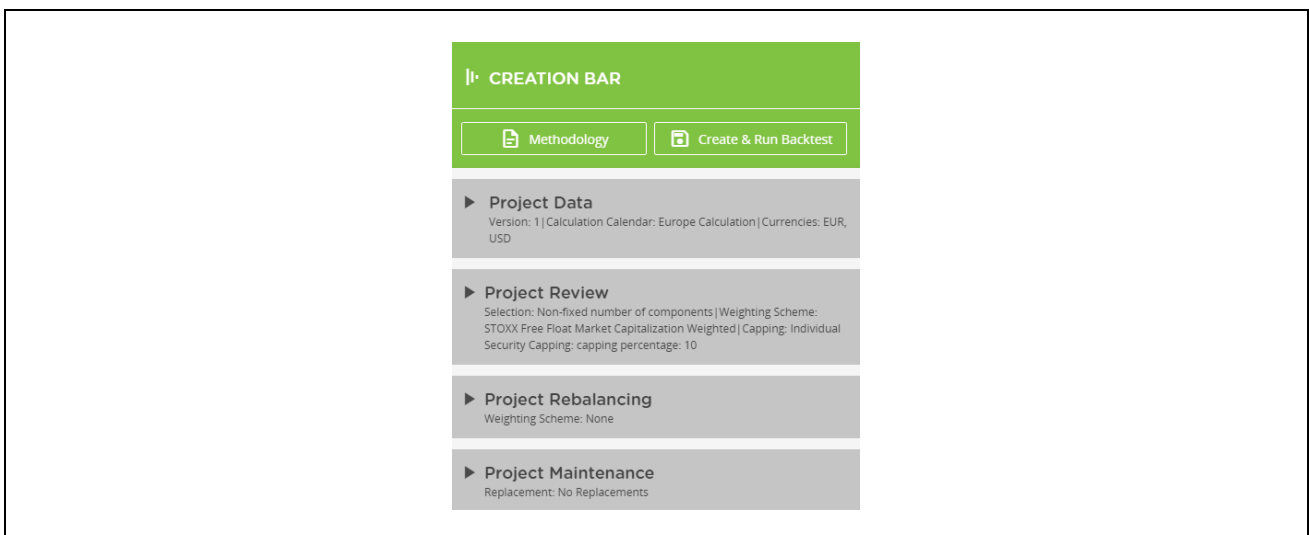 CREATION BAR
Methodology
Create & Run Backtest
Project Data
Version: 1|Calculation Calendar: Europe Calculation|Currencies: EUR,
USD
Project Review
Selection: Non-fixed number of components|Weighting Scheme:
STOXX Free Float Market Capitalization Weighted|Capping: Individual
Security Capping: capping percentage: 10
Project Rebalancing
Weighting Scheme: None
Project Maintenance
Replacement: No Replacements